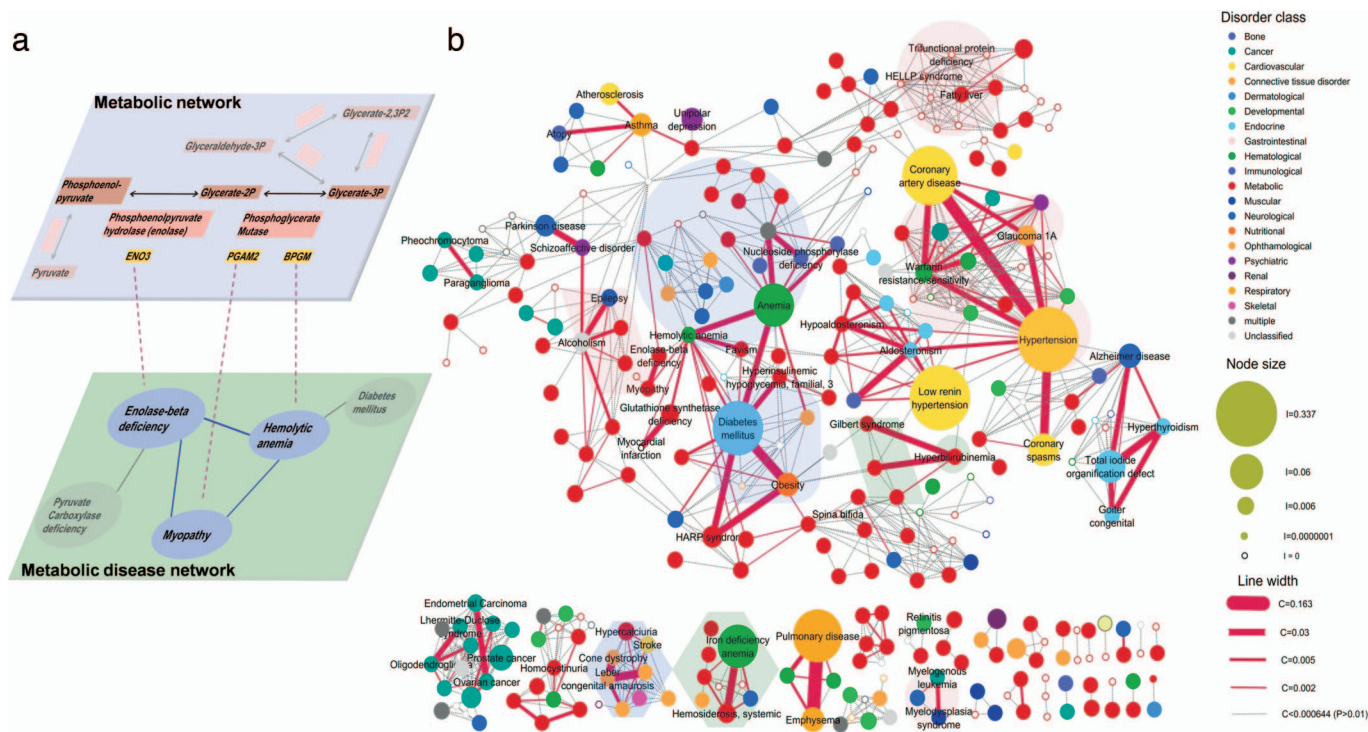 a
Metabolic network
Glycerate-2,3P2
Glyceraldehyde-3P
Phosphoenol-
pyruvate
Glycerate-2P
Glycerate-3P
Phosphoenolpyruvate
hydrolase (enolase)
Phosphoglycerate
Mutase
ENO3
PGAM2
BPGM
Pyruvate
Enolase-beta
deficiency
Hemolytic
anemia
Diabetes
mellitus
Pyruvate
Carboxylase
deficiency
Myopathy
Metabolic disease network
b
Trifunctional protein
deficiency
HELLP syndrome
Fatty liver
Atherosclerosis
Unipolar
depression
Asthma
Atopy
Coronary
artery disease
Parkinson disease
Schizoaffective disorder
Pheochromocytoma
Paraganglioma
Nucleoside phosphorylase
deficiency
Glaucoma 1A
Warfarin
resistance/sensitivity
Epilepsy
Anemia
Hypoaldosteronism
Hemolytic anemia
Alcoholism
Enolase-beta
deficiency
Favism
Aldosteronism
Hypertension
Alzheimer disease
Myopathy
Hyperinsulinemic
hypoglycemia, familial, 3
Low renin
hypertension
Glutathione synthetase
deficiency
Diabetes
mellitus
Gilbert syndrome
Hyperthyroidism
Myocardial
infarction
Coronary
spasms
Hyperbilirubinemia
Total iodide
organification defect
Obesity
Goiter
congenital
Spina bifida
HARP syndrom
Endometrial Carcinoma
Lhermitte-Duclose
syndrome
Prostate cancer
Oligodendrogli
a
Ovarian cancer
Homocystinuria
Hypercalciuria
Stroke
Cone dystrophy
Leber
congenital amaurosis
Iron deficiency
anemia
Hemosiderosis, systemic
Pulmonary disease
Emphysema
Retinitis
pigmentosa
Myelogenous
leukemia
Myelodysplasia
syndrome
Disorder class
Bone
Cancer
Cardiovascular
Connective tissue disorder
Dermatological
Developmental
Endocrine
Gastrointestinal
Hematological
Immunological
Metabolic
Muscular
Neurological
Nutritional
Ophthamological
Psychiatric
Renal
Respiratory
Skeletal
multiple
Unclassified
Node size
I=0.337
I=0.06
I=0.006
I=0.0000001
I = 0
Line width
C=0.163
C=0.03
C=0.005
C=0.002
C<0.000644 (P>0.01)